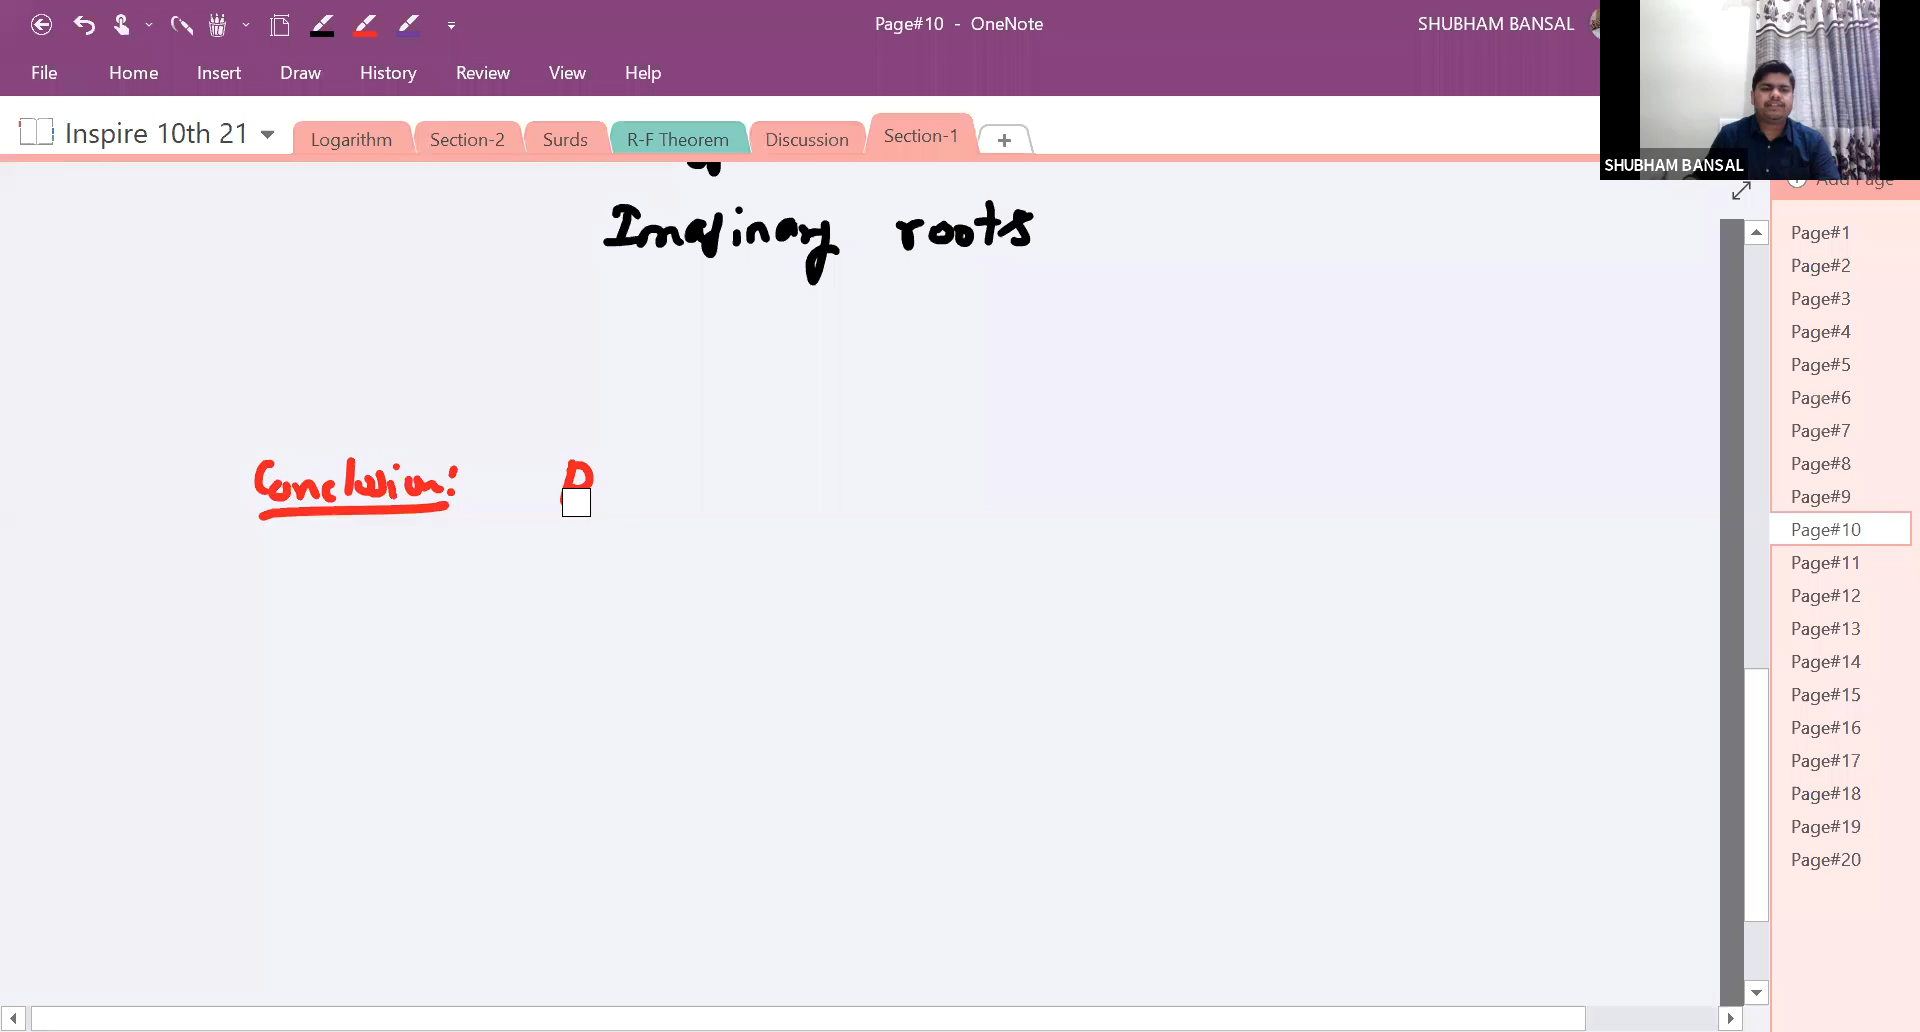 Page#10 - OneNote
SHUBHAM BANSAL
File Home Insert Draw History Review View Help
SHUBHAM BANSAL
Inspire 10th 21
Logarithm Section-2 Surds R-F Theorem Discussion Section-1 +
Add Page
Imaginary roots
Conclusion: D
Page#1
Page#2
Page#3
Page#4
Page#5
Page#6
Page#7
Page#8
Page#9
Page#10
Page#11
Page#12
Page#13
Page#14
Page#15
Page#16
Page#17
Page#18
Page#19
Page#20